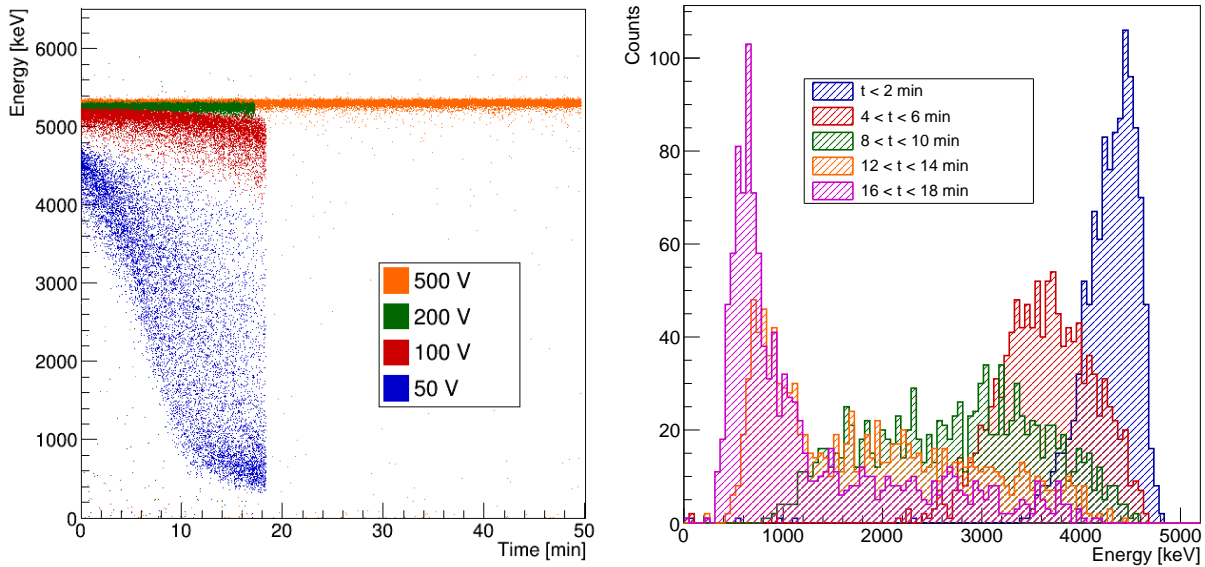 Energy [keV]
6000
5000
4000
3000
2000
1000
0
0
10
20
30
40
50
Time [min]
500 V
200 V
100 V
50 V
Counts
100
80
60
40
20
0
0
1000
2000
3000
4000
5000
Energy [keV]
t < 2 min
4 < t < 6 min
8 < t < 10 min
12 < t < 14 min
16 < t < 18 min